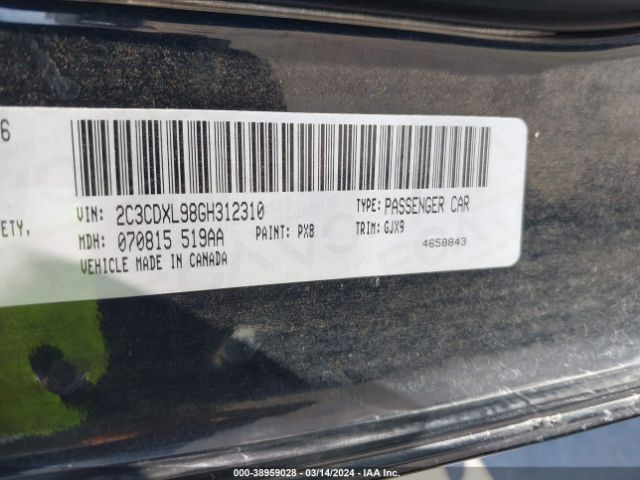 6
VIN: 2C3CDXL98GH312310 TYPE: PASSENGER CAR
ETY,
MDH: 070815 519AA PAINT: PX8 TRIM: GJX9
4658843
VEHICLE MADE IN CANADA
000-38959028 - 03/14/2024 - IAA Inc.